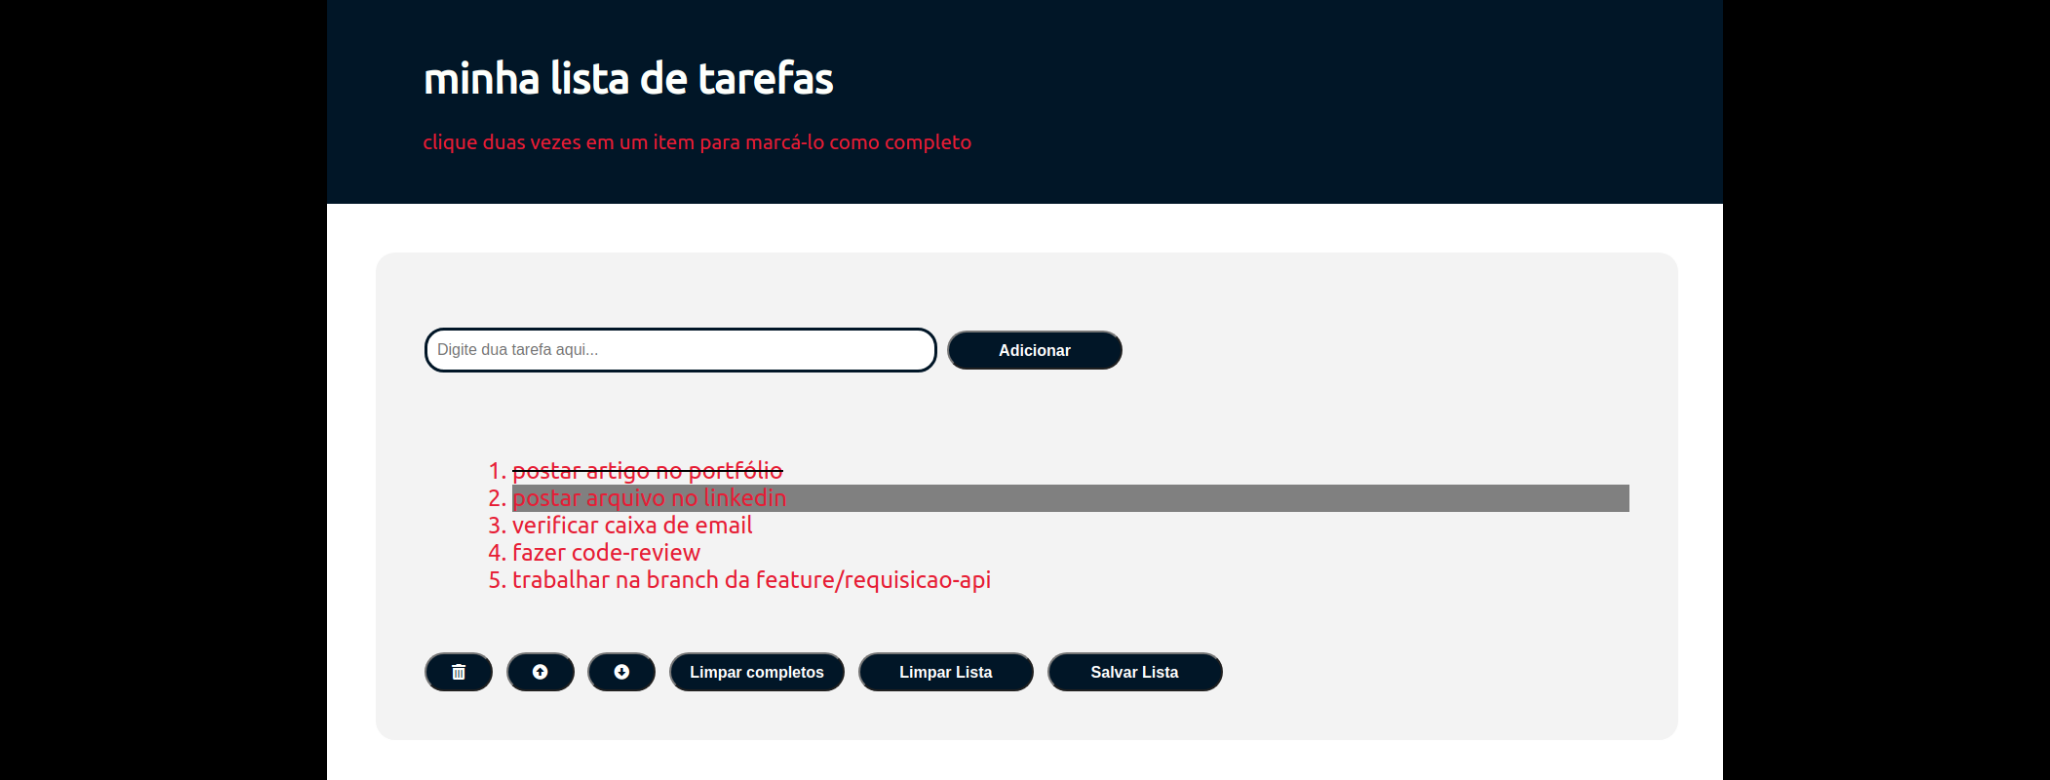 minha lista de tarefas
clique duas vezes em um item para marcá-lo como completo
Digite dua tarefa aqui...
Adicionar
1. postar artigo no portfólio
2. postar arquivo no linkedin
3. verificar caixa de email
4. fazer code-review
5. trabalhar na branch da feature/requisicao-api
Limpar completos Limpar Lista Salvar Lista